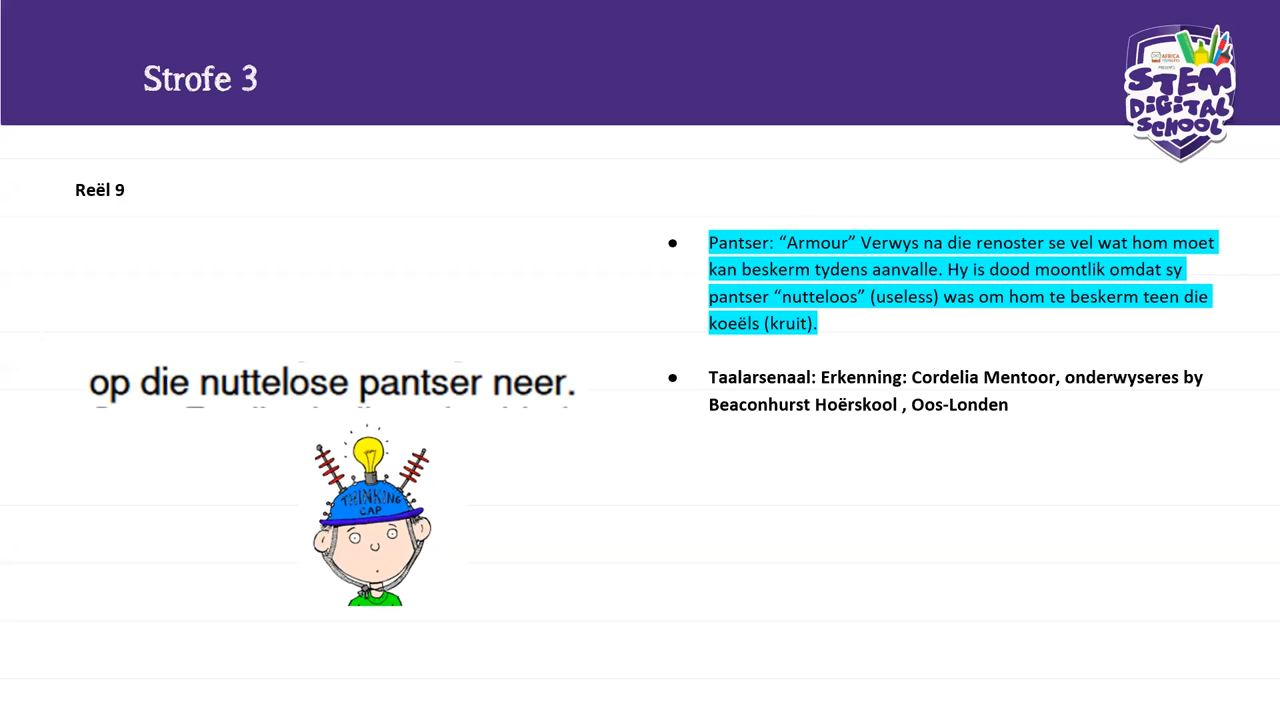 Strofe 3
AFRICA
PRESENTS
STEM
DIGITAL
SCHOOL
Reël 9
● Pantser: “Armour” Verwys na die renoster se vel wat hom moet
kan beskerm tydens aanvalle. Hy is dood moontlik omdat sy
pantser “nutteloos” (useless) was om hom te beskerm teen die
koeëls (kruit).
op die nuttelose pantser neer.
● Taalarsenaal: Erkenning: Cordelia Mentoor, onderwyseres by
Beaconhurst Hoërskool , Oos-Londen
THINKING
CAP